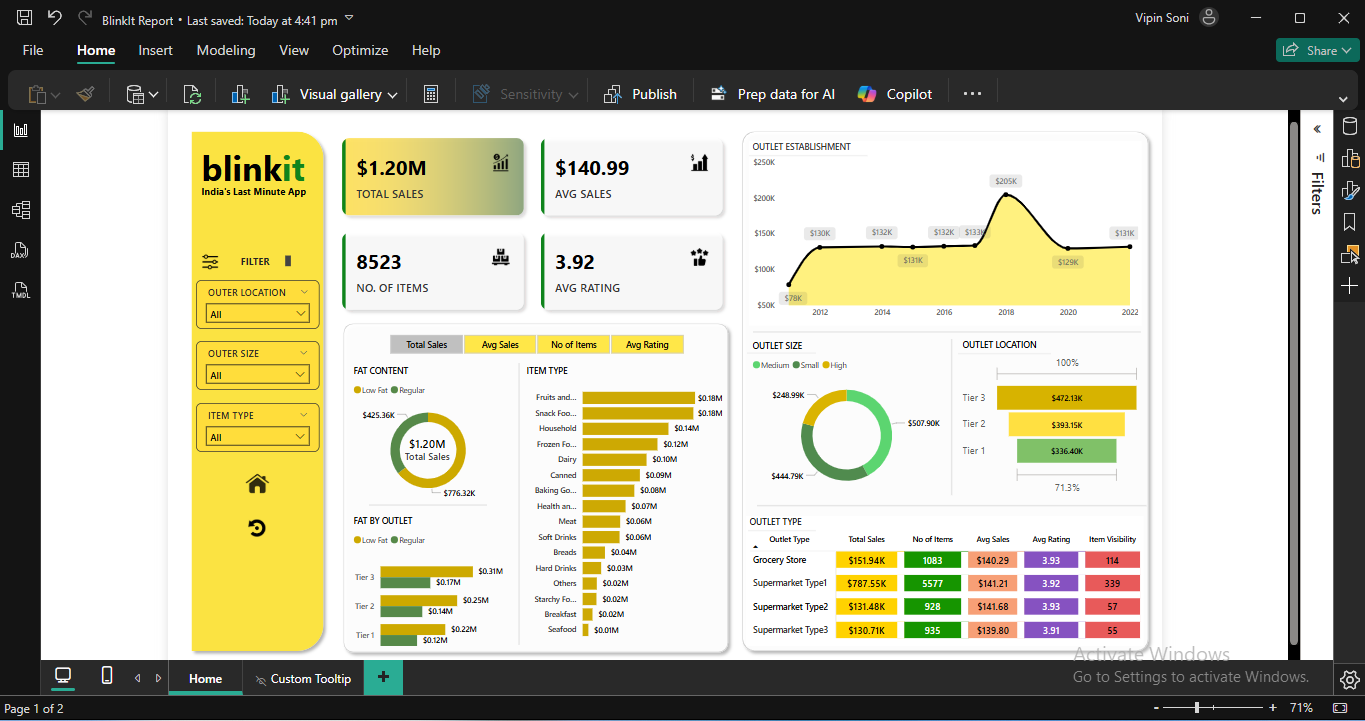 BlinkIt Report • Last saved: Today at 4:41 pm
Vipin Soni
File Home Insert Modeling View Optimize Help
Share
Visual gallery
Sensitivity
Publish
Prep data for AI
Copilot
DAX
TMDL
Filters
blinkit
India's Last Minute App
FILTER
OUTER LOCATION
All
OUTER SIZE
All
ITEM TYPE
All
$1.20M
TOTAL SALES
$140.99
AVG SALES
8523
NO. OF ITEMS
3.92
AVG RATING
Total Sales Avg Sales No of Items Avg Rating
FAT CONTENT
Low Fat Regular
$425.36K
$1.20M
Total Sales
$776.32K
FAT BY OUTLET
Low Fat Regular
Tier 3 $0.31M
$0.17M
Tier 2 $0.25M
$0.14M
Tier 1 $0.22M
$0.12M
ITEM TYPE
Fruits and... $0.18M
Snack Foo... $0.18M
Household $0.14M
Frozen Fo... $0.12M
Dairy $0.10M
Canned $0.09M
Baking Go... $0.08M
Health an... $0.07M
Meat $0.06M
Soft Drinks $0.06M
Breads $0.04M
Hard Drinks $0.03M
Others $0.02M
Starchy Fo... $0.02M
Breakfast $0.02M
Seafood $0.01M
OUTLET ESTABLISHMENT
$250K
$200K
$150K
$100K
$50K
$78K
$130K
$132K
$131K
$132K
$133K
$205K
$129K
$131K
2012 2014 2016 2018 2020 2022
OUTLET SIZE
Medium Small High
$248.99K
$507.90K
$444.79K
OUTLET LOCATION
100%
Tier 3 $472.13K
Tier 2 $393.15K
Tier 1 $336.40K
71.3%
OUTLET TYPE
Outlet Type Total Sales No of Items Avg Sales Avg Rating Item Visibility
Grocery Store $151.94K 1083 $140.29 3.93 114
Supermarket Type1 $787.55K 5577 $141.21 3.92 339
Supermarket Type2 $131.48K 928 $141.68 3.93 57
Supermarket Type3 $130.71K 935 $139.80 3.91 55
Activate Windows
Go to Settings to activate Windows.
Home
Custom Tooltip
Page 1 of 2
71%